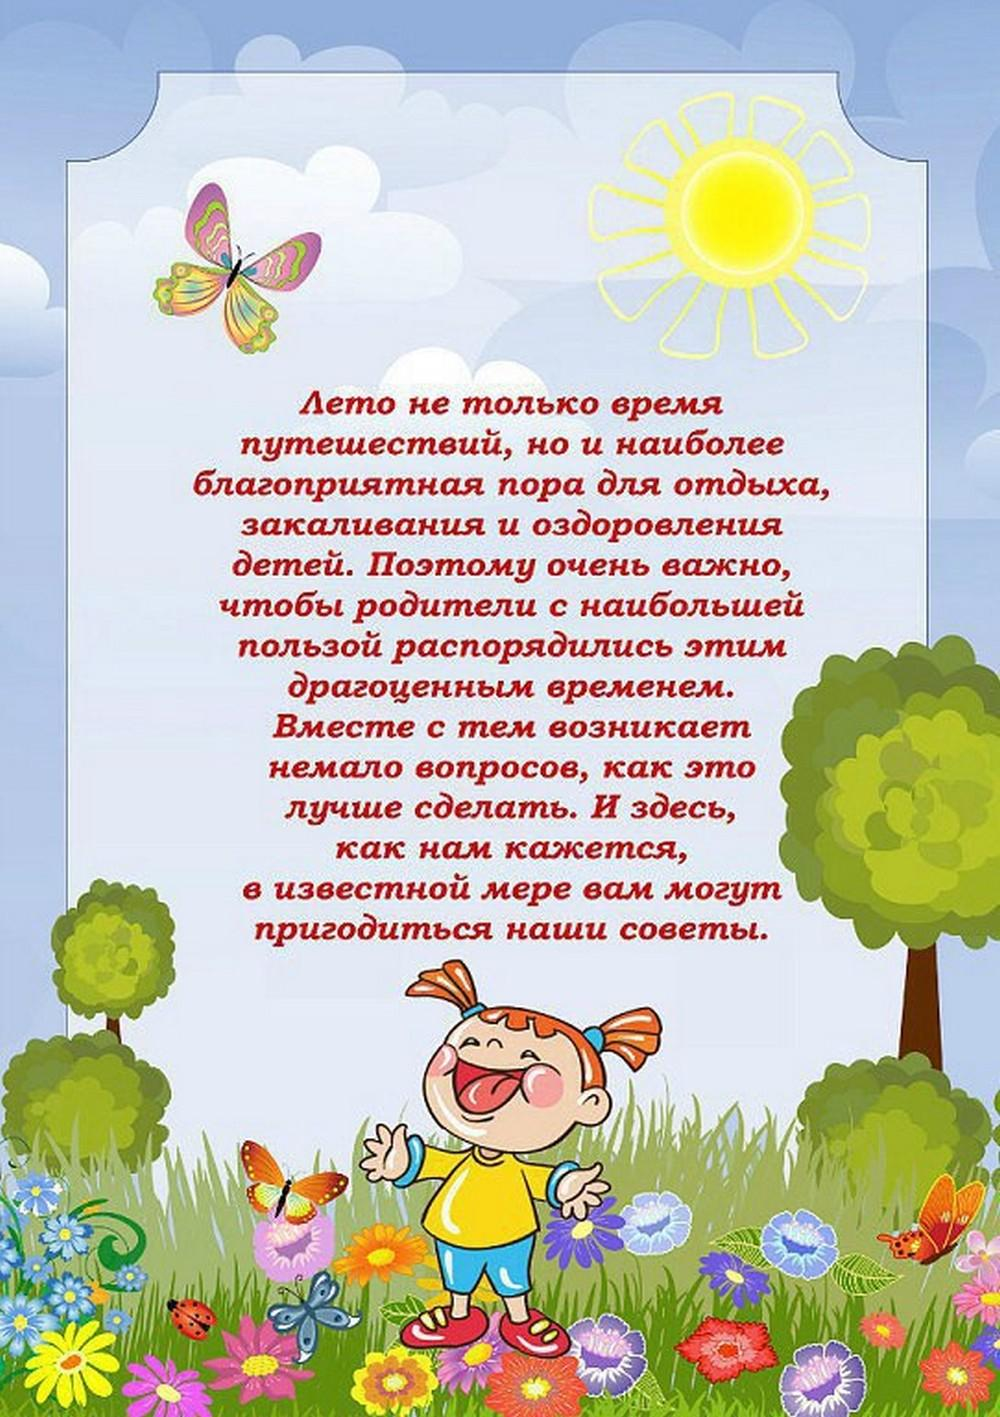 Лето не только время
путешествий, но и наиболее
благоприятная пора для отдыха,
закаливания и оздоровления
детей. Поэтому очень важно,
чтобы родители с наибольшей
пользой распорядились этим
драгоценным временем.
Вместе с тем возникает
немало вопросов, как это
лучше сделать. И здесь,
как нам кажется,
в известной мере вам могут
пригодиться наши советы.